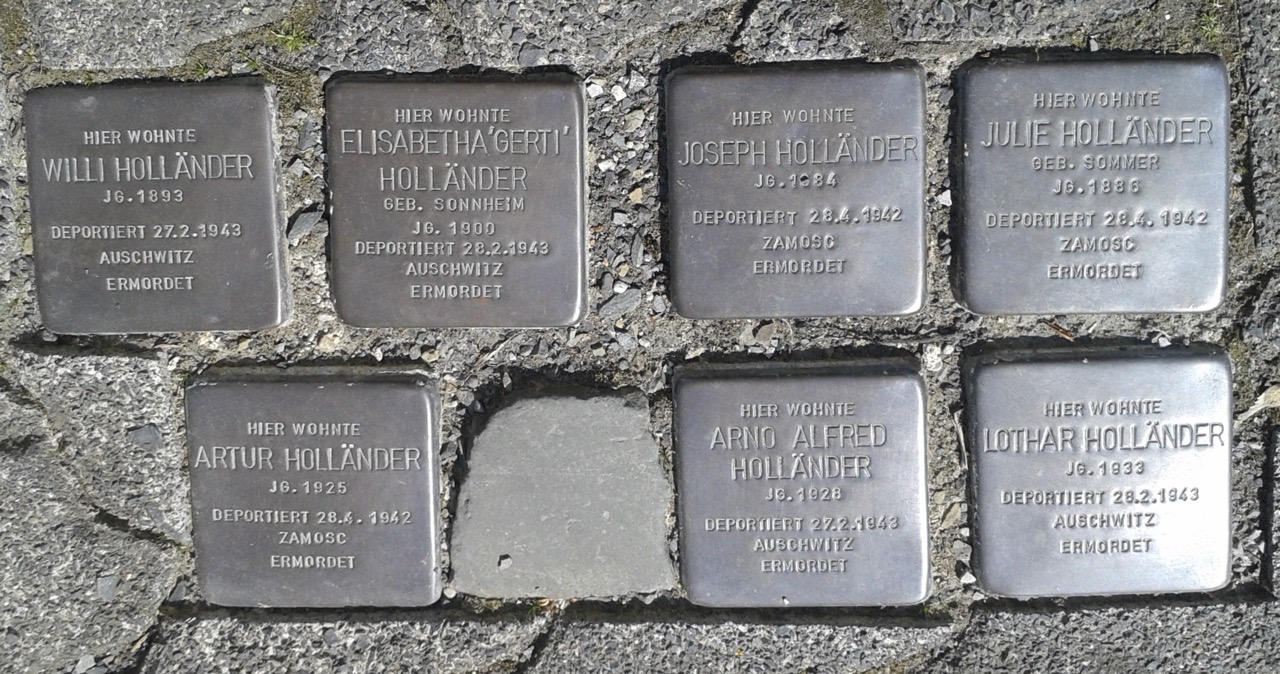 HIER WOHNTE
WILLI HOLLÄNDER
JG. 1893
DEPORTIERT 27.2.1943
AUSCHWITZ
ERMORDET
HIER WOHNTE
ELISABETHA 'GERTI'
HOLLÄNDER
GEB. SONNHEIM
JG. 1900
DEPORTIERT 28.2.1943
AUSCHWITZ
ERMORDET
HIER WOHNTE
JOSEPH HOLLÄNDER
JG. 1884
DEPORTIERT 28.4.1942
ZAMOSC
ERMORDET
HIER WOHNTE
JULIE HOLLÄNDER
GEB. SOMMER
JG. 1886
DEPORTIERT 28.4.1942
ZAMOSC
ERMORDET
HIER WOHNTE
ARTUR HOLLÄNDER
JG. 1925
DEPORTIERT 28.4.1942
ZAMOSC
ERMORDET
HIER WOHNTE
ARNO ALFRED
HOLLÄNDER
JG. 1928
DEPORTIERT 27.2.1943
AUSCHWITZ
ERMORDET
HIER WOHNTE
LOTHAR HOLLÄNDER
JG. 1933
DEPORTIERT 28.2.1943
AUSCHWITZ
ERMORDET